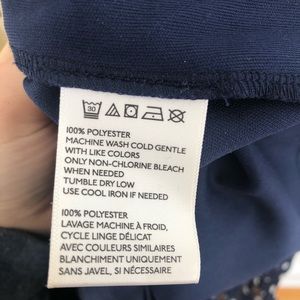 30
100% POLYESTER
MACHINE WASH COLD GENTLE
WITH LIKE COLORS
ONLY NON-CHLORINE BLEACH
WHEN NEEDED
TUMBLE DRY LOW
USE COOL IRON IF NEEDED
100% POLYESTER
LAVAGE MACHINE À FROID,
CYCLE LINGE DÉLICAT
AVEC COULEURS SIMILAIRES
BLANCHIMENT UNIQUEMENT
SANS JAVEL, SI NÉCESSAIRE